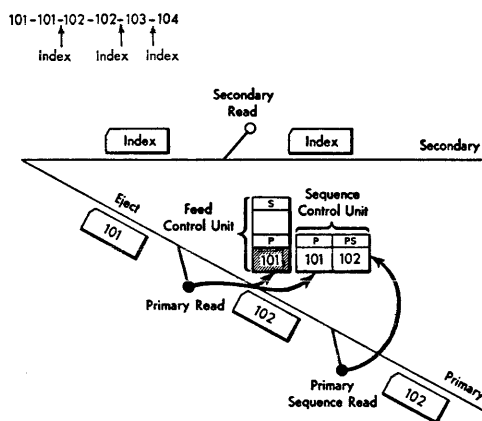 101-101-102 -102-103 -104
index index index
Secondary
Read
Index
Index
Secondary
Eject
Feed
Control Unit
Sequence
Control Unit
S
P
101
P PS
101 102
101
Primary Read
102
Primary
Sequence Read
102
Primary